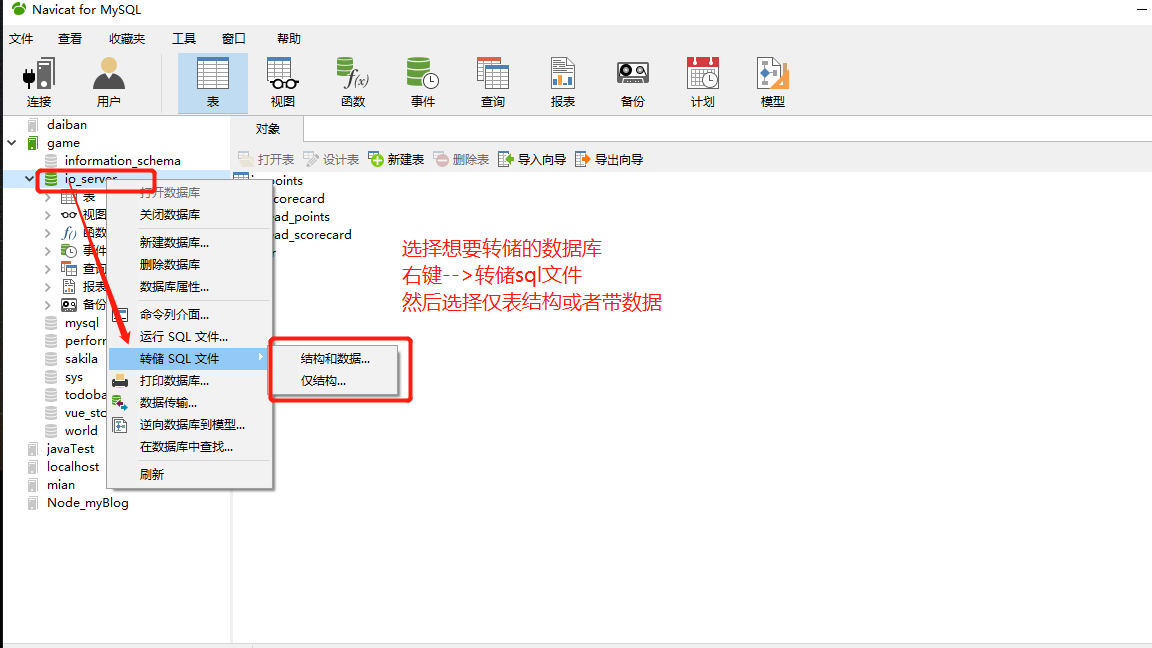 Navicat for MySQL
文件 查看 收藏夹 工具 窗口 帮助
连接 用户 表 视图 函数 事件 查询 报表 备份 计划 模型
daiban
game
information_schema
io_server
表
视图
函数
事件
查询
报表
备份
mysql
perform
sakila
sys
todoba
vue_sto
world
javaTest
localhost
mian
Node_myBlog
对象
打开表 设计表 新建表 删除表 导入向导 导出向导
points
corecard
ad_points
ad_scorecard
打开数据库
关闭数据库
新建数据库...
删除数据库
数据库属性...
命令列介面...
运行 SQL 文件...
转储 SQL 文件
打印数据库...
数据传输...
逆向数据库到模型...
在数据库中查找...
刷新
结构和数据...
仅结构...
选择想要转储的数据库
右键-->转储sql文件
然后选择仅表结构或者带数据